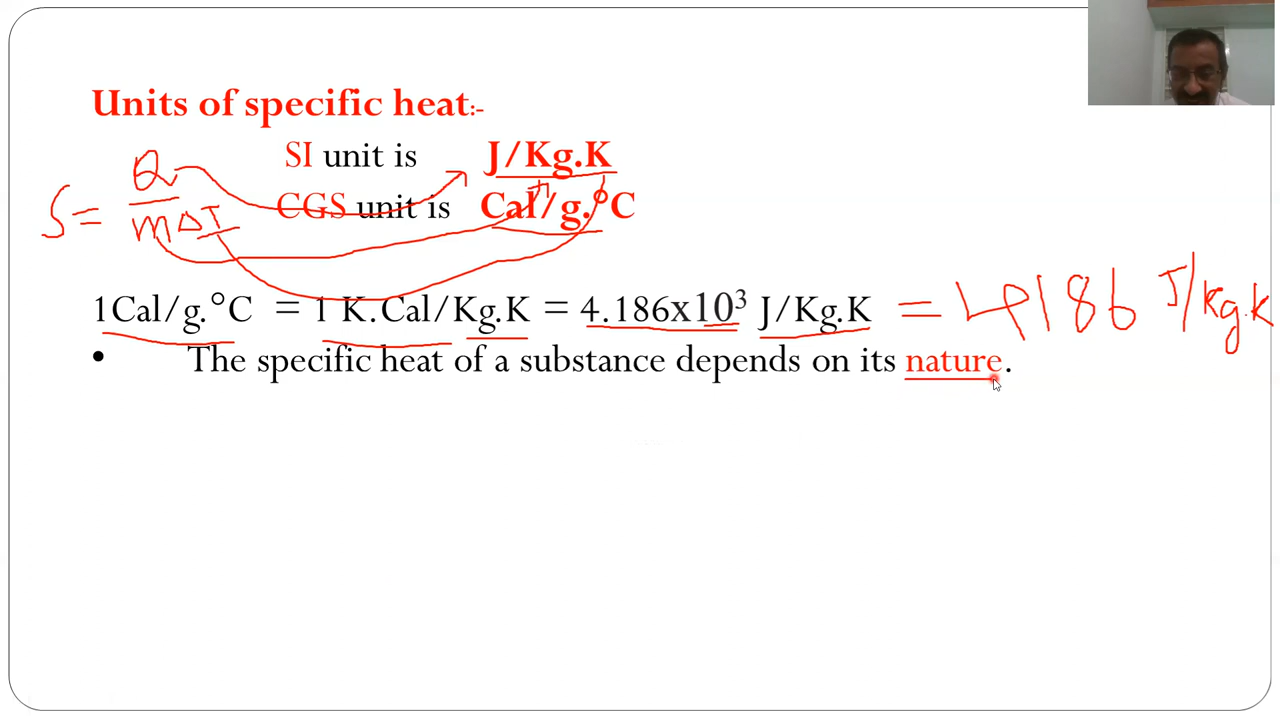 Units of specific heat:-
SI unit is J/Kg.K
S = Q / m Δ T
CGS unit is Cal/g.°C
1Cal/g.°C = 1 K.Cal/Kg.K = 4.186x10³ J/Kg.K = 4186 J/Kg.K
• The specific heat of a substance depends on its nature.